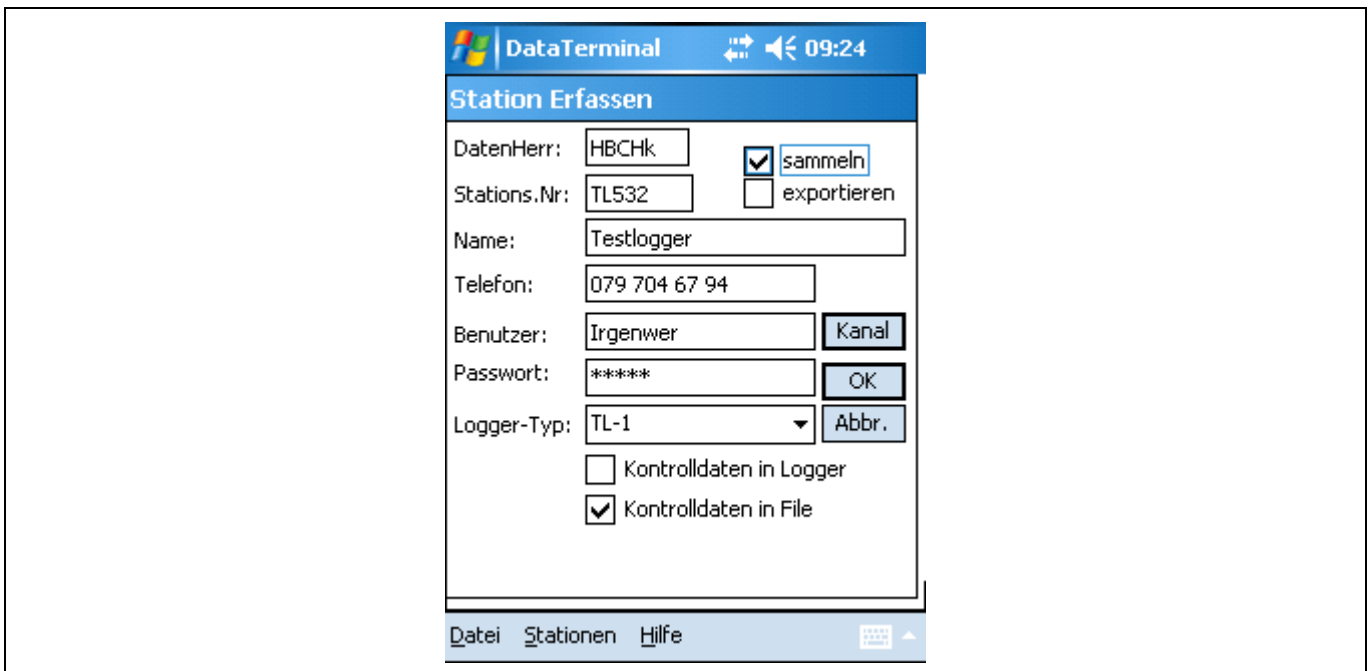 DataTerminal 09:24
Station Erfassen
DatenHerr: HBCHk
sammeln
Stations.Nr: TL532
exportieren
Name: Testlogger
Telefon: 079 704 67 94
Benutzer: Irgenwer Kanal
Passwort: ***** OK
Logger-Typ: TL-1 Abbr.
Kontrolldaten in Logger
Kontrolldaten in File
Datei Stationen Hilfe